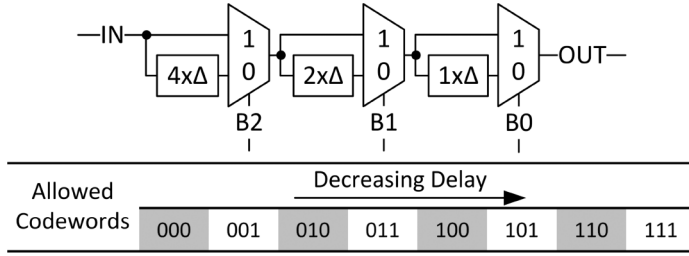 IN 1 1 1 OUT
4xΔ 0 2xΔ 0 1xΔ 0
B2 B1 B0
Decreasing Delay
Allowed
Codewords
000 001 010 011 100 101 110 111